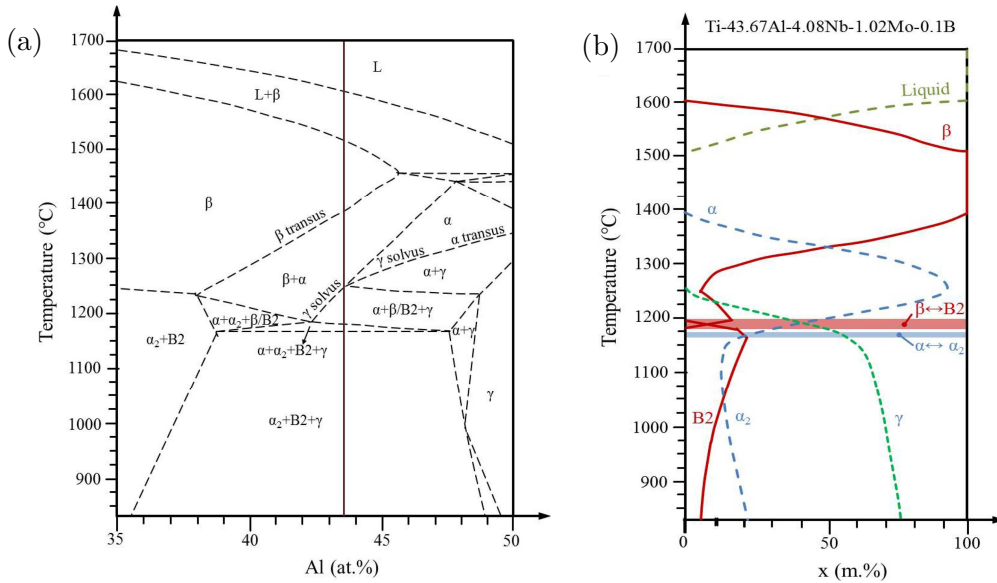 (a)
1700
1600
1500
1400
1300
1200
1100
1000
900
Temperature (°C)
35
40
45
50
Al (at.%)
L
L+β
β
β transus
α
γ solvus
α transus
β+α
γ solvus
α+γ
α+β/B2+γ
α+α₂+β/B2
α+γ
α₂+B2
α+α₂+B2+γ
γ
α₂+B2+γ
(b)
Ti-43.67Al-4.08Nb-1.02Mo-0.1B
1700
1600
1500
1400
1300
1200
1100
1000
900
Temperature (°C)
0
50
100
x (m.%)
Liquid
β
α
β↔B2
α↔ α₂
B2
α₂
γ